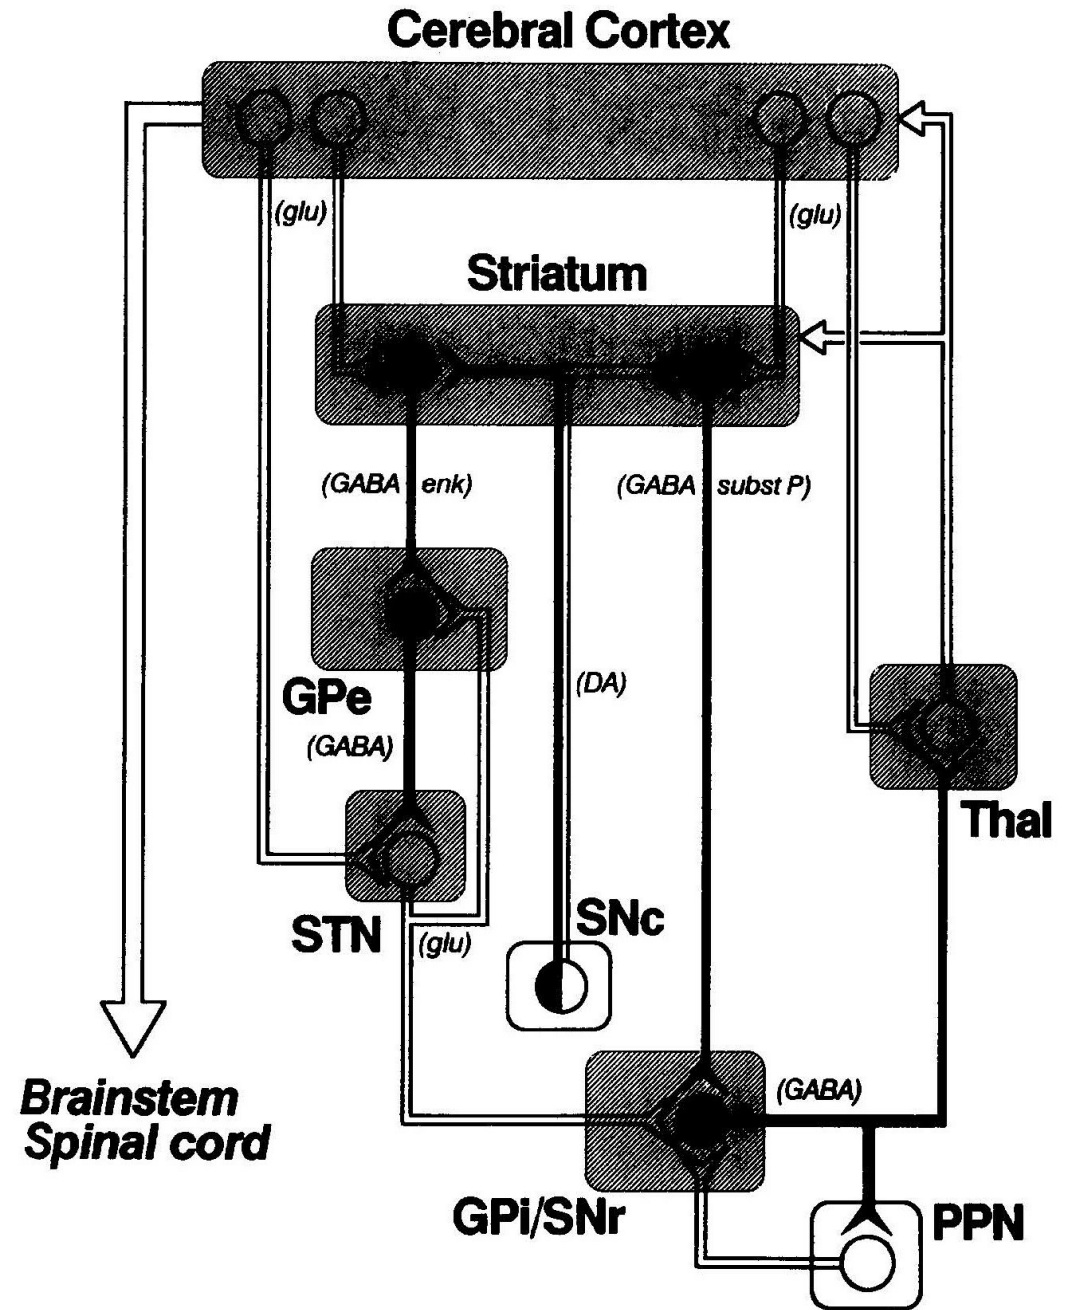 Cerebral Cortex
(glu)
(glu)
Striatum
(GABA enk)
(GABA subst P)
GPe
(DA)
(GABA)
Thal
SNc
STN
(glu)
(GABA)
Brainstem
Spinal cord
GPi/SNr
PPN